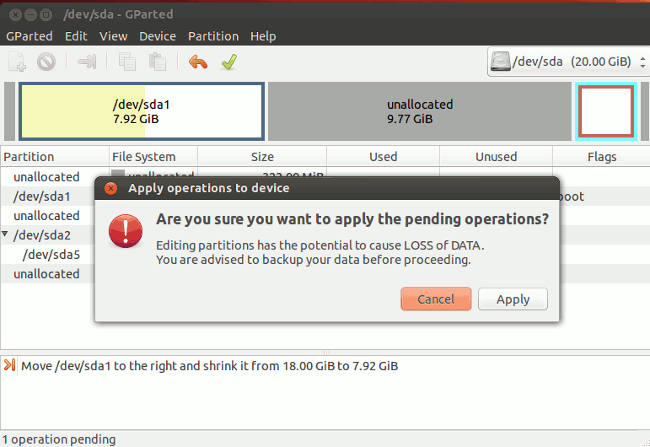 /dev/sda - GParted
GParted Edit View Device Partition Help
/dev/sda (20.00 GiB)
/dev/sda1
7.92 GiB
unallocated
9.77 GiB
Partition File System Size Used Unused Flags
unallocated unallocated
/dev/sda1 boot
unallocated
/dev/sda2
/dev/sda5
unallocated
Apply operations to device
Are you sure you want to apply the pending operations?
Editing partitions has the potential to cause LOSS of DATA.
You are advised to backup your data before proceeding.
Cancel Apply
Move /dev/sda1 to the right and shrink it from 18.00 GiB to 7.92 GiB
1 operation pending